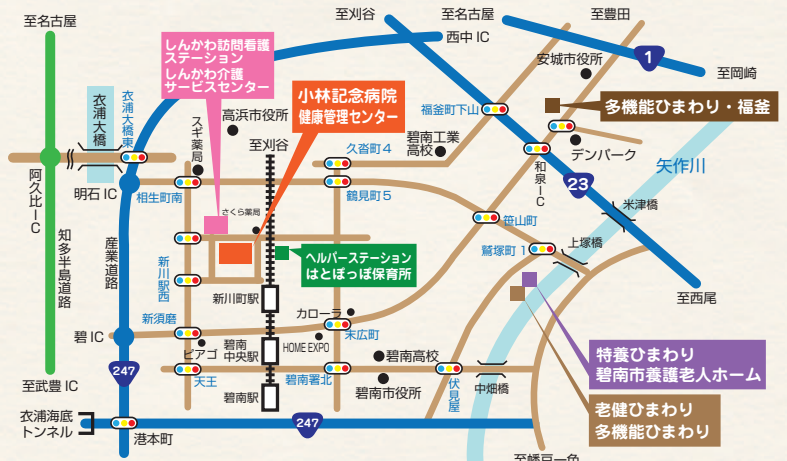 至名古屋
至刈谷
至名古屋
至豊田
西中 IC
1
至岡崎
安城市役所
しんかわ訪問看護
ステーション
しんかわ介護
サービスセンター
小林記念病院
健康管理センター
多機能ひまわり・福釜
福釜町下山
衣浦大橋
衣浦大橋東
スギ薬局
高浜市役所
至刈谷
久沓町4
碧南工業
高校
デンパーク
和泉IC
矢作川
23
米津橋
阿久比IC
明石 IC
相生町南
さくら薬局
鶴見町5
笹山町
鷲塚町1
上塚橋
知多半島道路
産業道路
新川駅西
ヘルパーステーション
はとぽっぽ保育所
新川町駅
至西尾
新須磨
カローラ
碧 IC
末広町
ピアゴ
碧南
中央駅
HOME EXPO
碧南高校
特養ひまわり
碧南市養護老人ホーム
247
至武豊 IC
天王
碧南署北
碧南市役所
伏見屋
中畑橋
碧南駅
老健ひまわり
多機能ひまわり
衣浦海底
トンネル
港本町
247
至幡豆一色